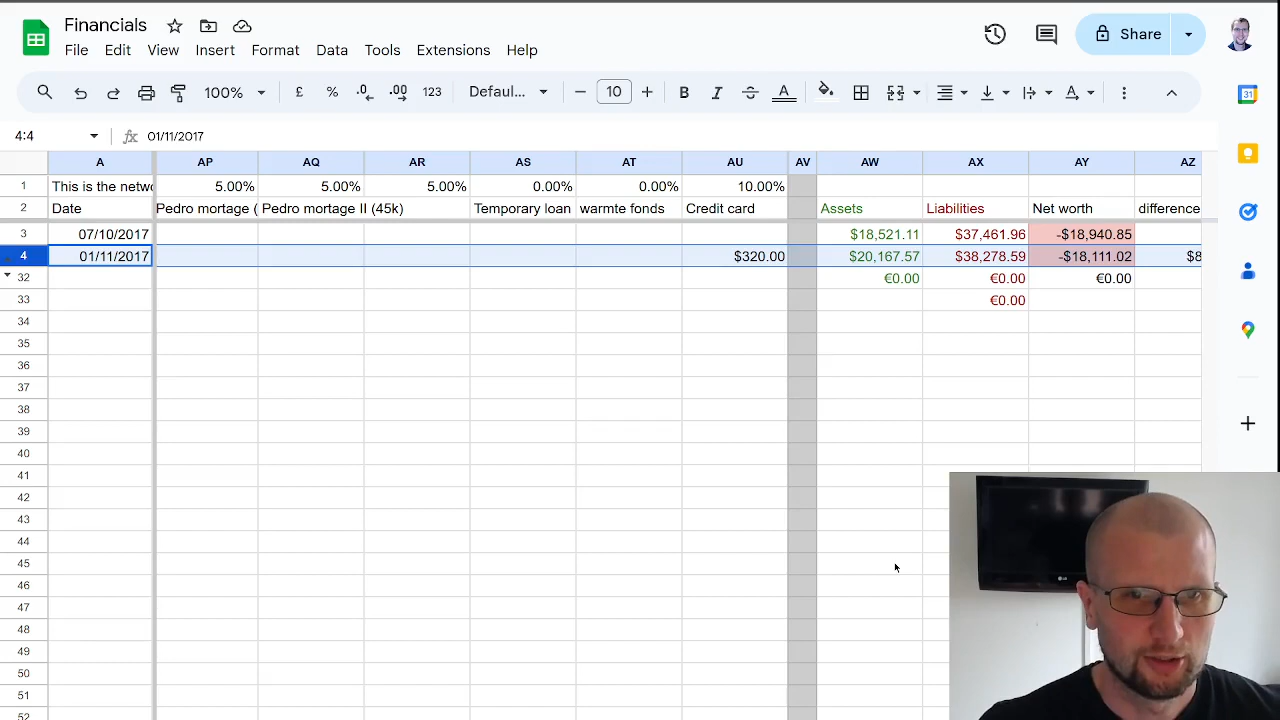 Financials
File Edit View Insert Format Data Tools Extensions Help
Share
100% £ % .0 .00 123 Defaul... 10 B I A
31
4:4 fx 01/11/2017
A AP AQ AR AS AT AU AV AW AX AY AZ
1 This is the netwo 5.00% 5.00% 5.00% 0.00% 0.00% 10.00%
2 Date Pedro mortage ( Pedro mortage II (45k) Temporary loan warmte fonds Credit card Assets Liabilities Net worth difference
3 07/10/2017 $18,521.11 $37,461.96 -$18,940.85
4 01/11/2017 $320.00 $20,167.57 $38,278.59 -$18,111.02 $8
32 €0.00 €0.00 €0.00
33 €0.00
34
35
36
37
38
39
40
41
42
43
44
45
46
47
48
49
50
51
52
LG